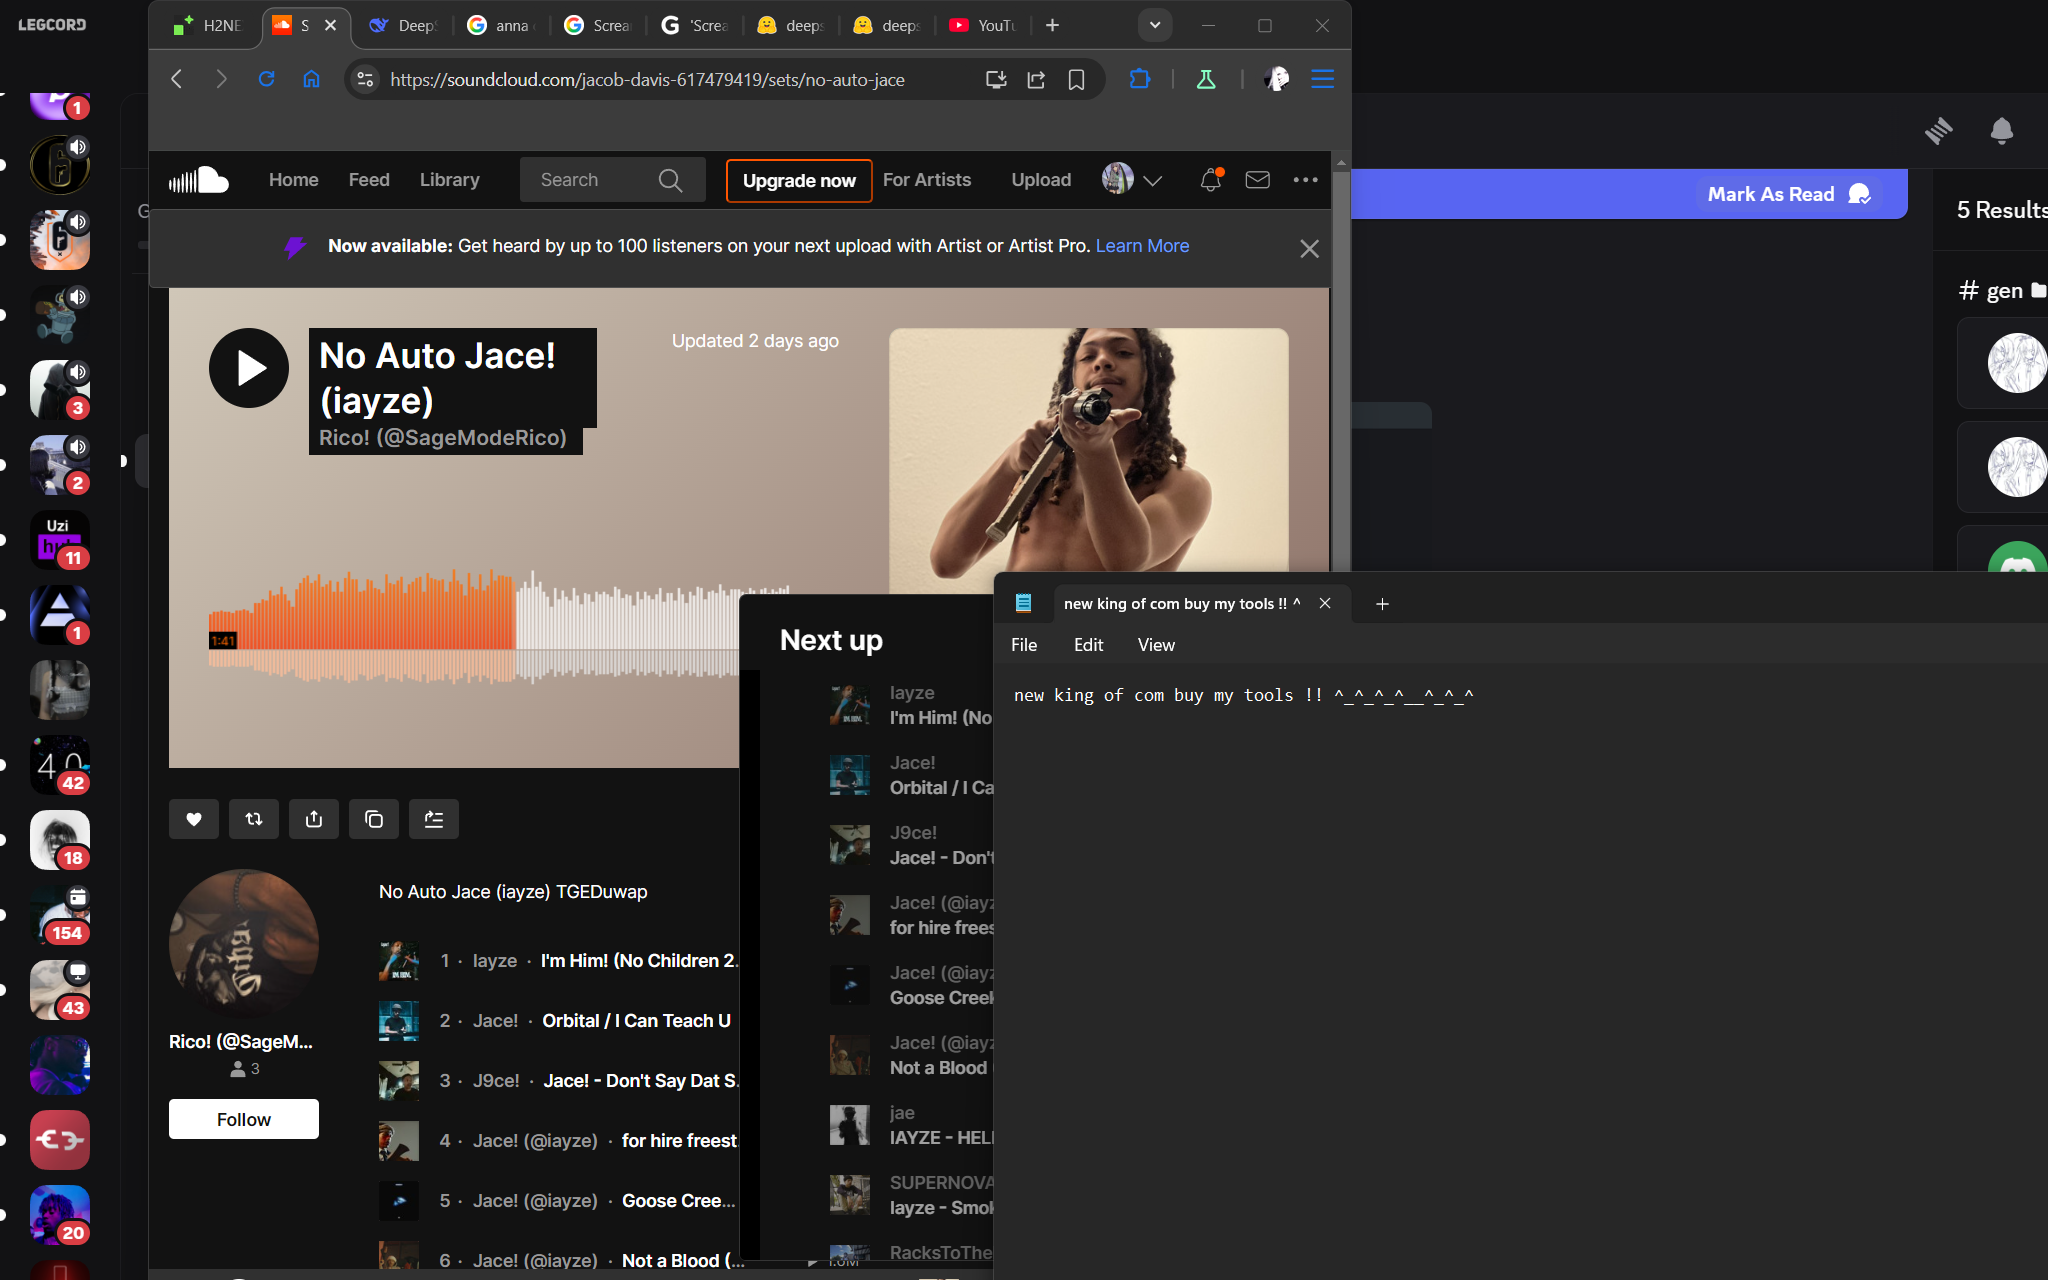 LEGCORD
H2NE
S
Deep
anna
Screa
'Screa
deeps
deeps
YouTu
https://soundcloud.com/jacob-davis-617479419/sets/no-auto-jace
Home
Feed
Library
Search
Upgrade now
For Artists
Upload
Now available: Get heard by up to 100 listeners on your next upload with Artist or Artist Pro. Learn More
Mark As Read
5 Results
# gen
1
3
2
Uzi
11
1
40
42
18
154
43
20
G
No Auto Jace!
(iayze)
Rico! (@SageModeRico)
Updated 2 days ago
1:41
No Auto Jace (iayze) TGEDuwap
1 · Iayze · I'm Him! (No Children 2.
2 · Jace! · Orbital / I Can Teach U
3 · J9ce! · Jace! - Don't Say Dat S.
4 · Jace! (@iayze) · for hire freest
5 · Jace! (@iayze) · Goose Cree...
6 · Jace! (@iayze) · Not a Blood (...
Rico! (@SageM...
3
Follow
Next up
Iayze
I'm Him! (No
Jace!
Orbital / I Ca
J9ce!
Jace! - Don't
Jace! (@iayz
for hire frees
Jace! (@iayz
Goose Creek
Jace! (@iayz
Not a Blood
jae
IAYZE - HEL
SUPERNOVA
Iayze - Smok
RacksToThe
new king of com buy my tools !! ^
File
Edit
View
new king of com buy my tools !! ^_^_^_^__^_^_^